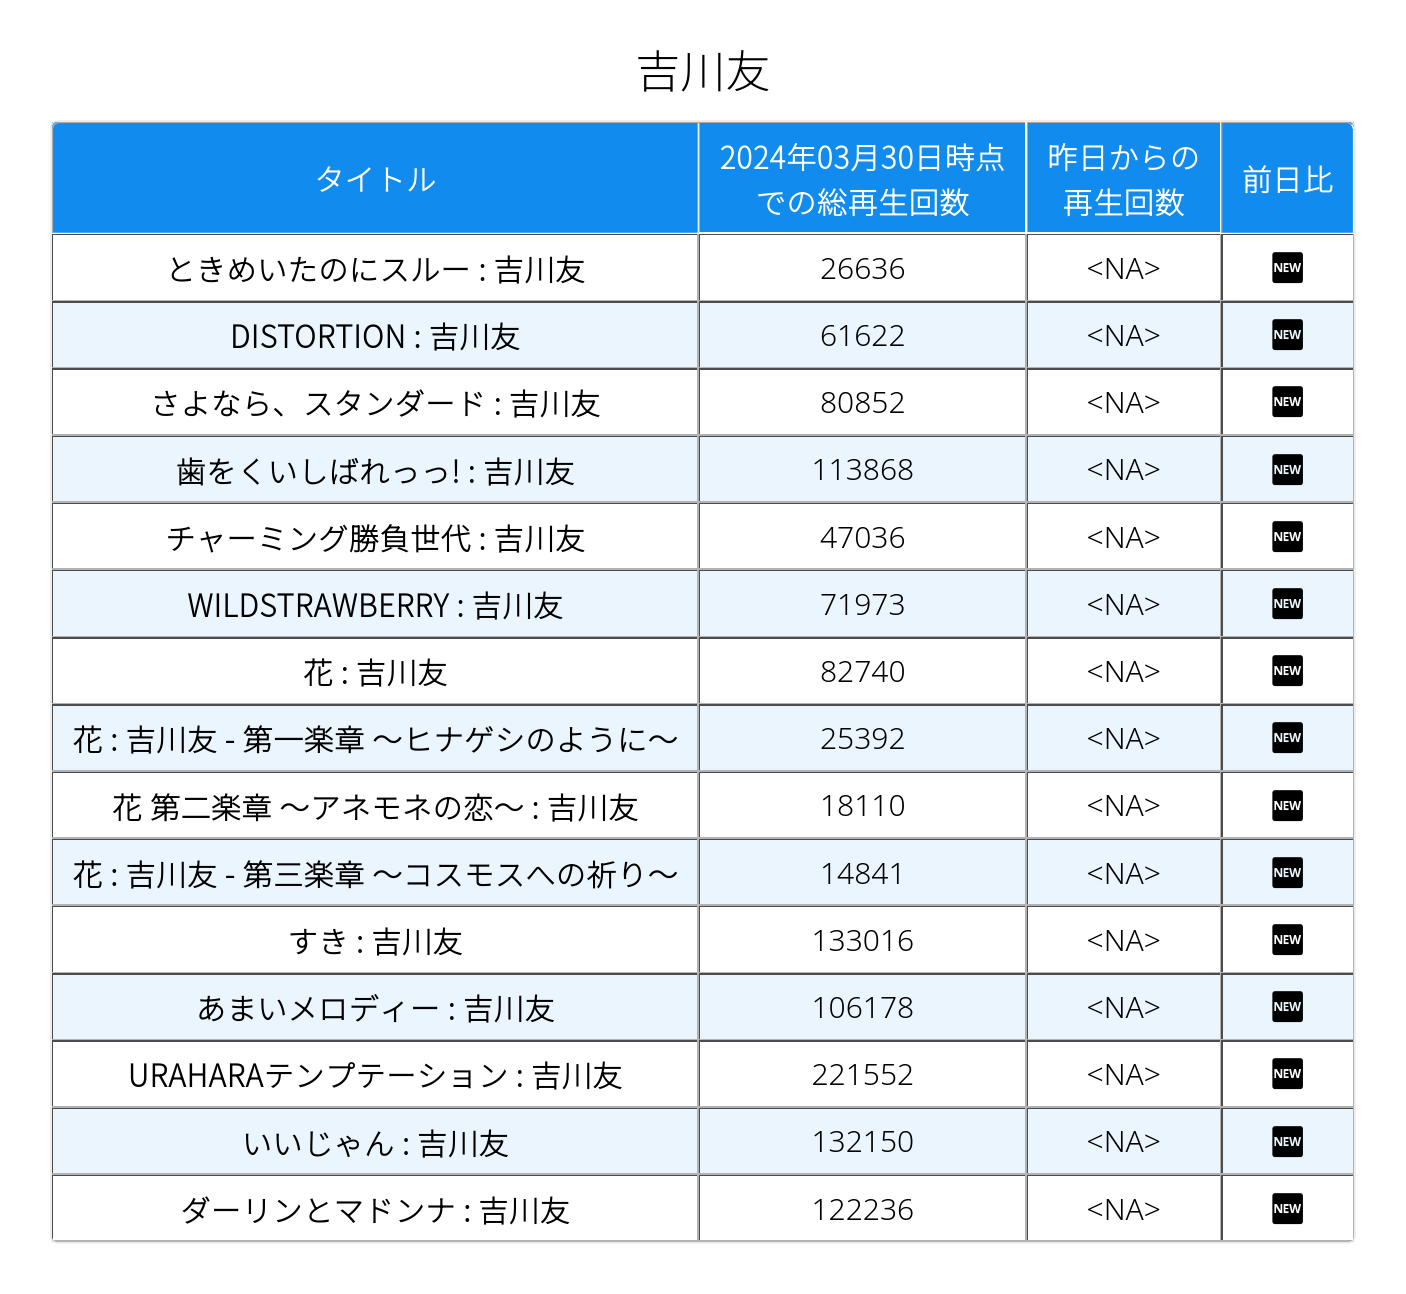 吉川友
タイトル
2024年03月30日時点
での総再生回数
昨日からの
再生回数
前日比
ときめいたのにスルー : 吉川友 26636 <NA> NEW
DISTORTION : 吉川友 61622 <NA> NEW
さよなら、スタンダード : 吉川友 80852 <NA> NEW
歯をくいしばれっっ! : 吉川友 113868 <NA> NEW
チャーミング勝負世代 : 吉川友 47036 <NA> NEW
WILDSTRAWBERRY : 吉川友 71973 <NA> NEW
花 : 吉川友 82740 <NA> NEW
花 : 吉川友 - 第一楽章 〜ヒナゲシのように〜 25392 <NA> NEW
花 第二楽章 〜アネモネの恋〜 : 吉川友 18110 <NA> NEW
花 : 吉川友 - 第三楽章 〜コスモスへの祈り〜 14841 <NA> NEW
すき : 吉川友 133016 <NA> NEW
あまいメロディー : 吉川友 106178 <NA> NEW
URAHARAテンプテーション : 吉川友 221552 <NA> NEW
いいじゃん : 吉川友 132150 <NA> NEW
ダーリンとマドンナ : 吉川友 122236 <NA> NEW